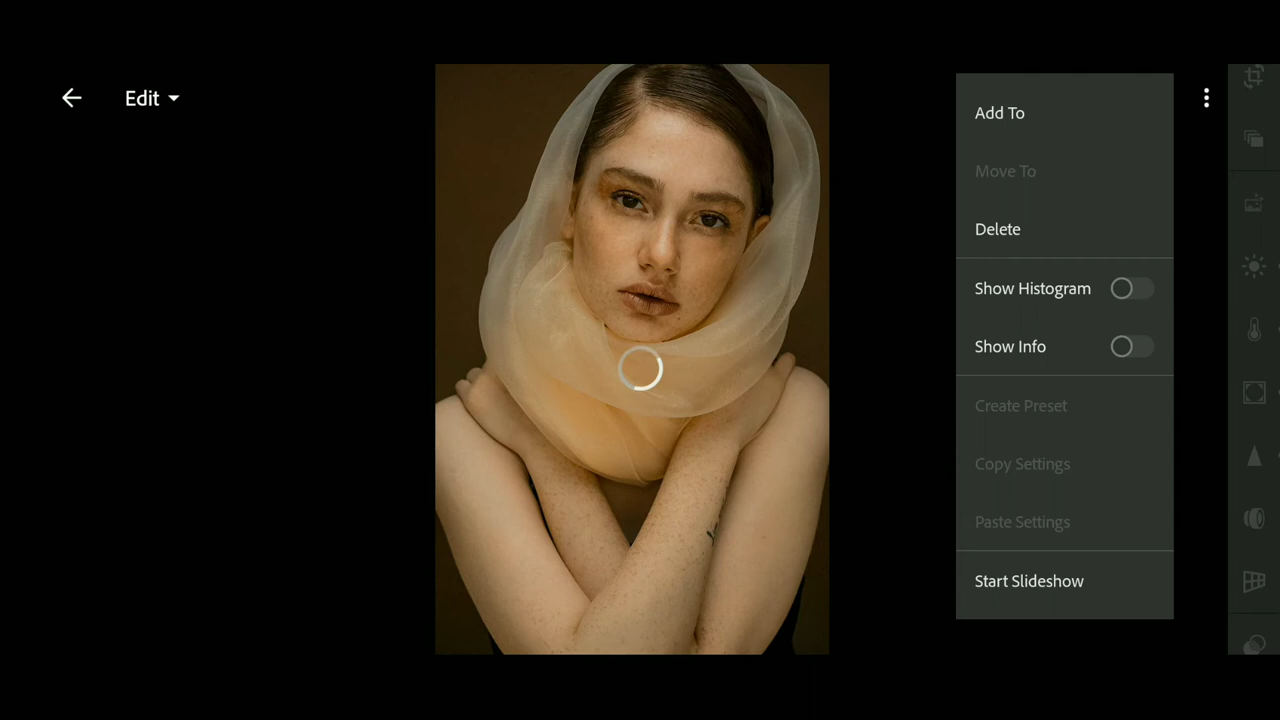 Edit
Add To
Move To
Delete
Show Histogram
Show Info
Create Preset
Copy Settings
Paste Settings
Start Slideshow